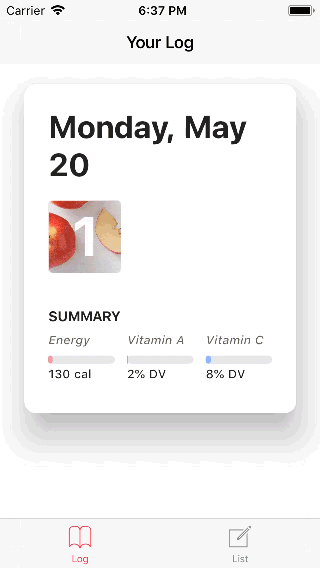 Carrier 6:37 PM
Your Log
Monday, May
20
1
SUMMARY
Energy Vitamin A Vitamin C
130 cal 2% DV 8% DV
Log List